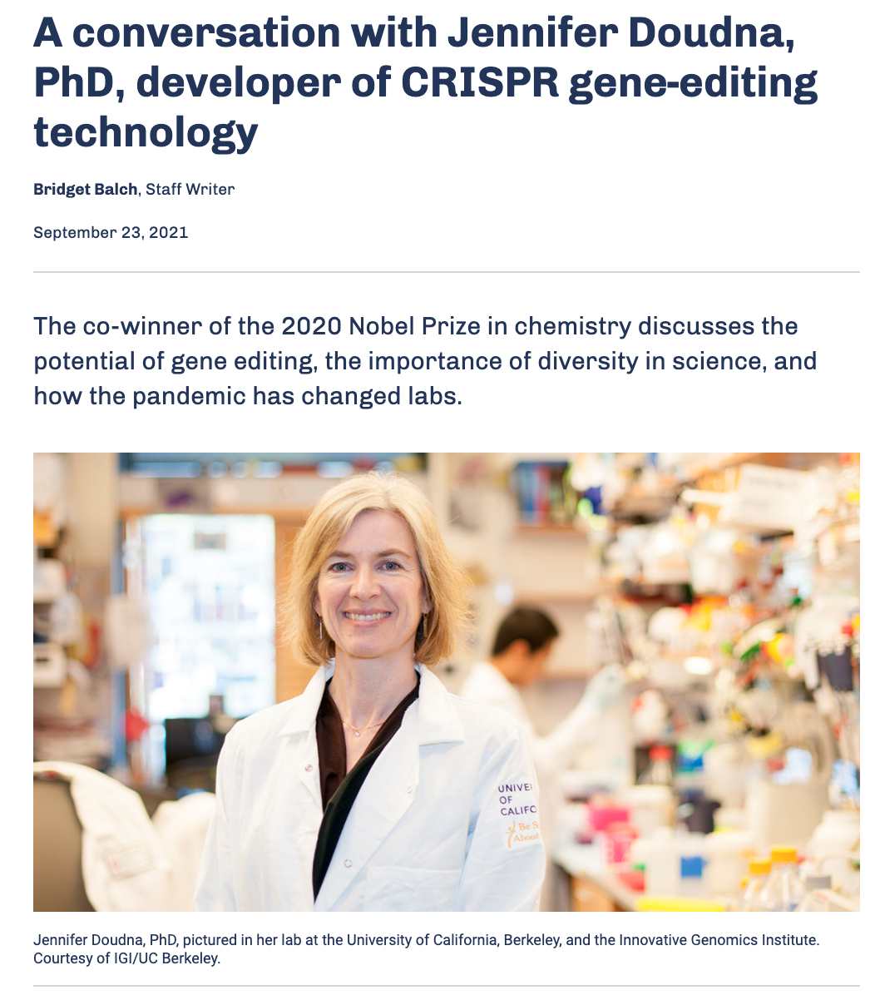 A conversation with Jennifer Doudna,
PhD, developer of CRISPR gene-editing
technology
Bridget Balch, Staff Writer
September 23, 2021
The co-winner of the 2020 Nobel Prize in chemistry discusses the
potential of gene editing, the importance of diversity in science, and
how the pandemic has changed labs.
UNIVE
OF
CALIFO
Be S
About
Jennifer Doudna, PhD, pictured in her lab at the University of California, Berkeley, and the Innovative Genomics Institute.
Courtesy of IGI/UC Berkeley.